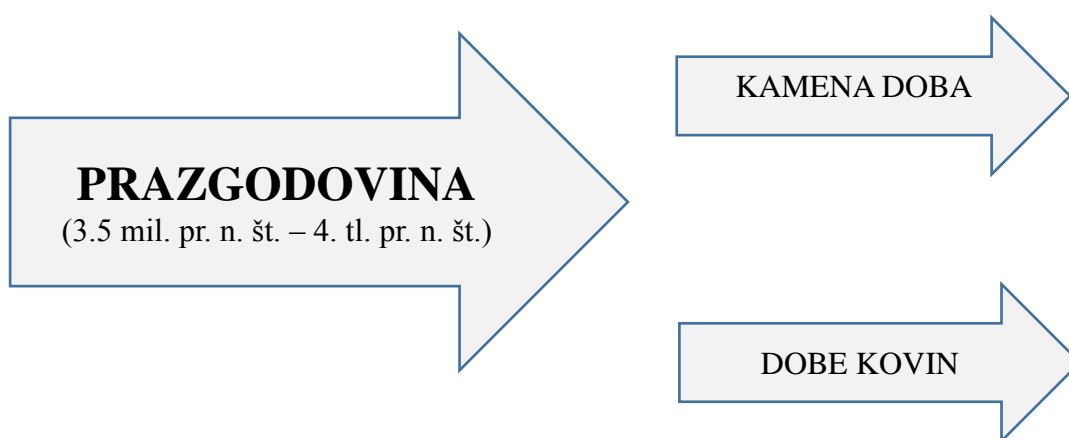 PRAZGODOVINA
(3.5 mil. pr. n. št. – 4. tl. pr. n. št.)
KAMENA DOBA
DOBE KOVIN